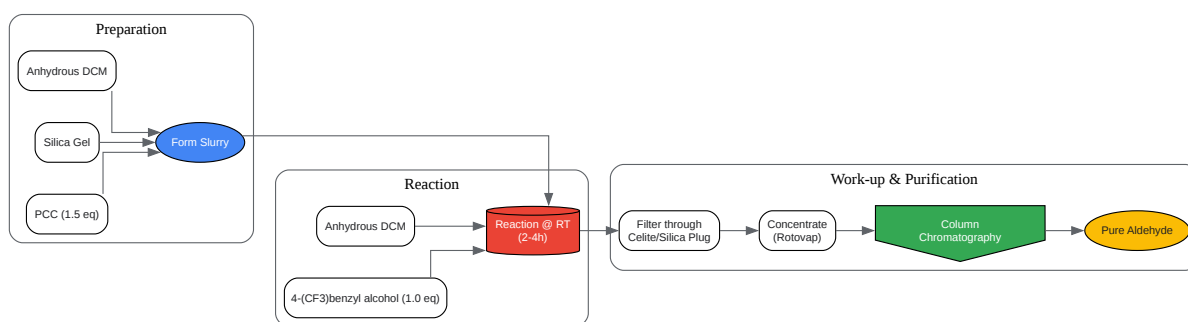 Preparation
Anhydrous DCM
Silica Gel
Form Slurry
PCC (1.5 eq)
Reaction
Anhydrous DCM
Reaction @ RT
(2-4h)
4-(CF3)benzyl alcohol (1.0 eq)
Work-up & Purification
Filter through
Celite/Silica Plug
Concentrate
(Rotovap)
Column
Chromatography
Pure Aldehyde